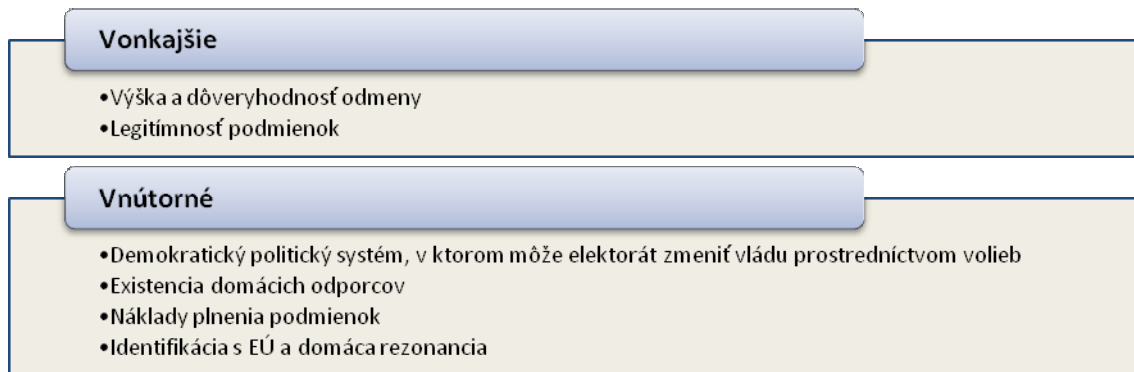 Vonkajšie
•Výška a dôveryhodnosť odmeny
•Legitímnosť podmienok
Vnútorné
•Demokratický politický systém, v ktorom môže elektorát zmeniť vládu prostredníctvom volieb
•Existencia domácich odporcov
•Náklady plnenia podmienok
•Identifikácia s EÚ a domáca rezonancia